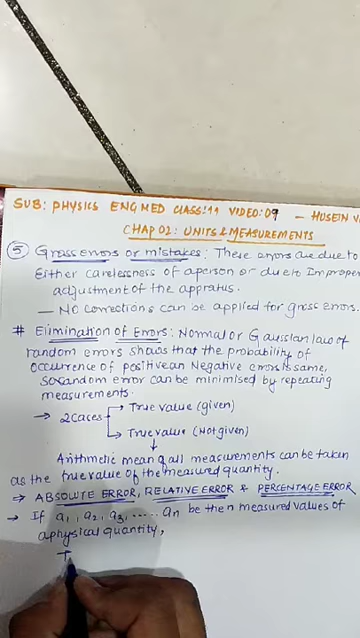 SUB: PHYSICS ENG MED CLASS: 11 VIDEO: 09 - HUSEIN
CHAP 02: UNITS & MEASUREMENTS
5 Gross errors or mistakes: These errors are due to
Either carelessness of aperson or due to Improper
adjustment of the appratus.
- NO corrections can be applied for gross errors.
# Elimination of Errors: Normal or Gaussian law of
random errors shows that the probability of
occurrence of positive an Negative errors is same,
so random error can be minimised by repeating
measurements.
→ 2 cases → True value (given)
→ True value (Not given)
↓
Arithmetic mean of all measurements can be taken
as the true value of the measured quantity.
⇒ ABSOLUTE ERROR, RELATIVE ERROR & PERCENTAGE ERROR
→ If a1, a2, a3, ..... an be the n measured values of
a physical quantity,